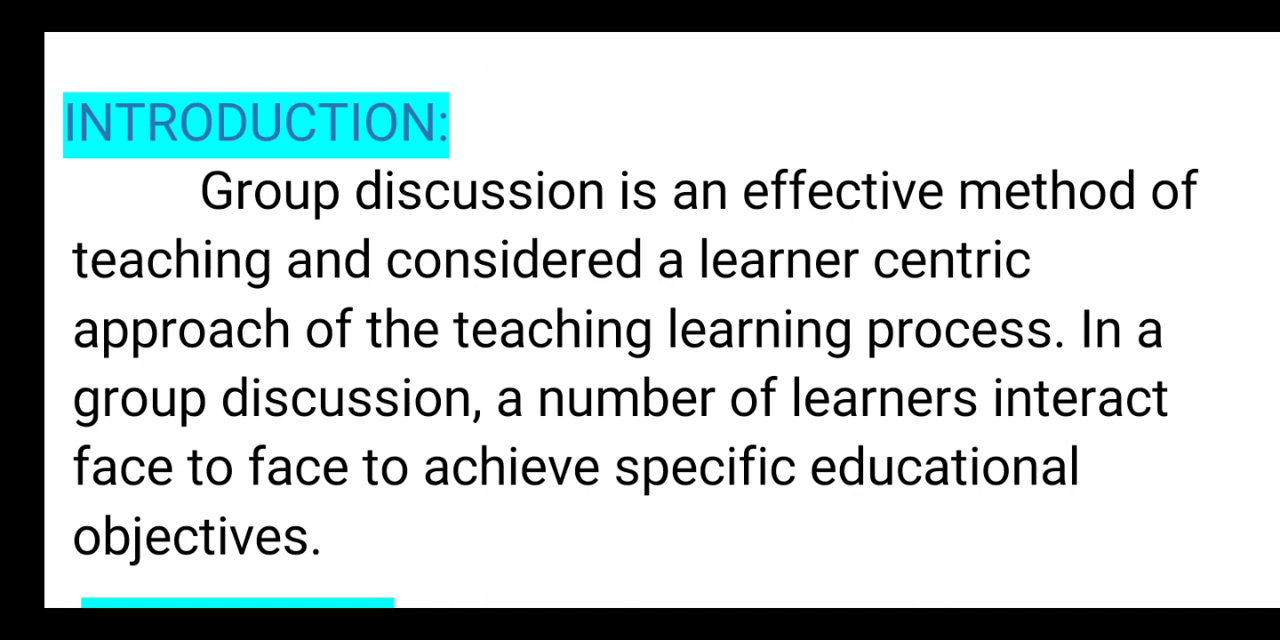 INTRODUCTION:
Group discussion is an effective method of
teaching and considered a learner centric
approach of the teaching learning process. In a
group discussion, a number of learners interact
face to face to achieve specific educational
objectives.